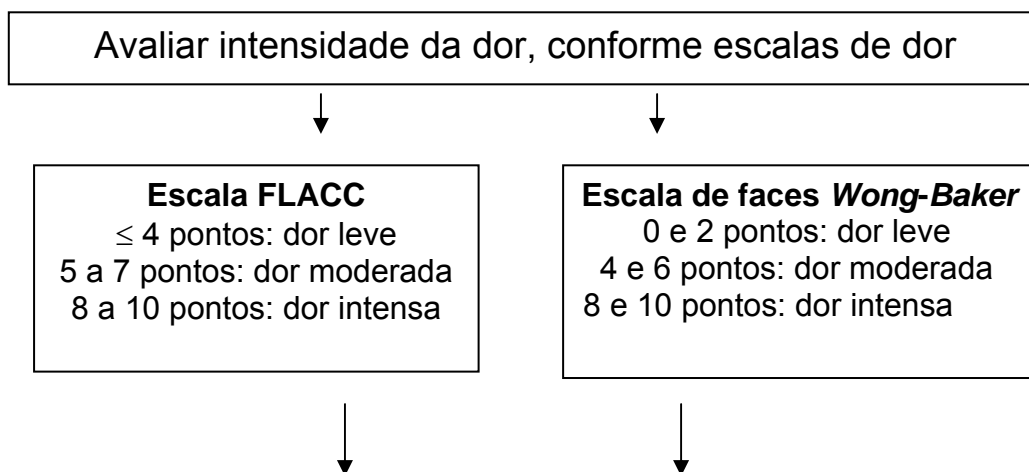 Avaliar intensidade da dor, conforme escalas de dor
Escala FLACC
≤ 4 pontos: dor leve
5 a 7 pontos: dor moderada
8 a 10 pontos: dor intensa
Escala de faces Wong-Baker
0 e 2 pontos: dor leve
4 e 6 pontos: dor moderada
8 e 10 pontos: dor intensa